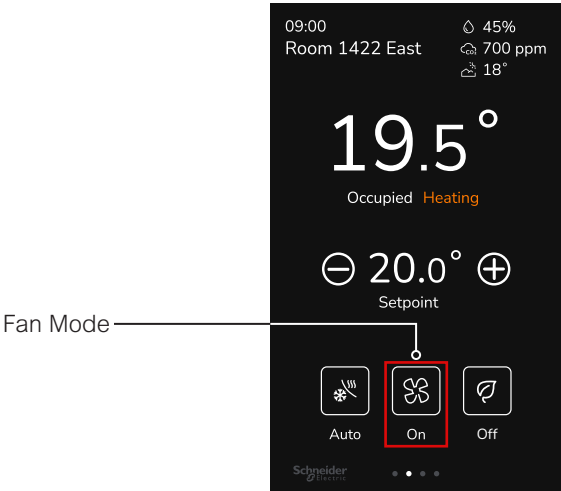 09:00
45%
Room 1422 East
700 ppm
CO₂
18°
19.5°
Occupied Heating
20.0°
Setpoint
Fan Mode
Auto
On
Off
Schneider
Electric